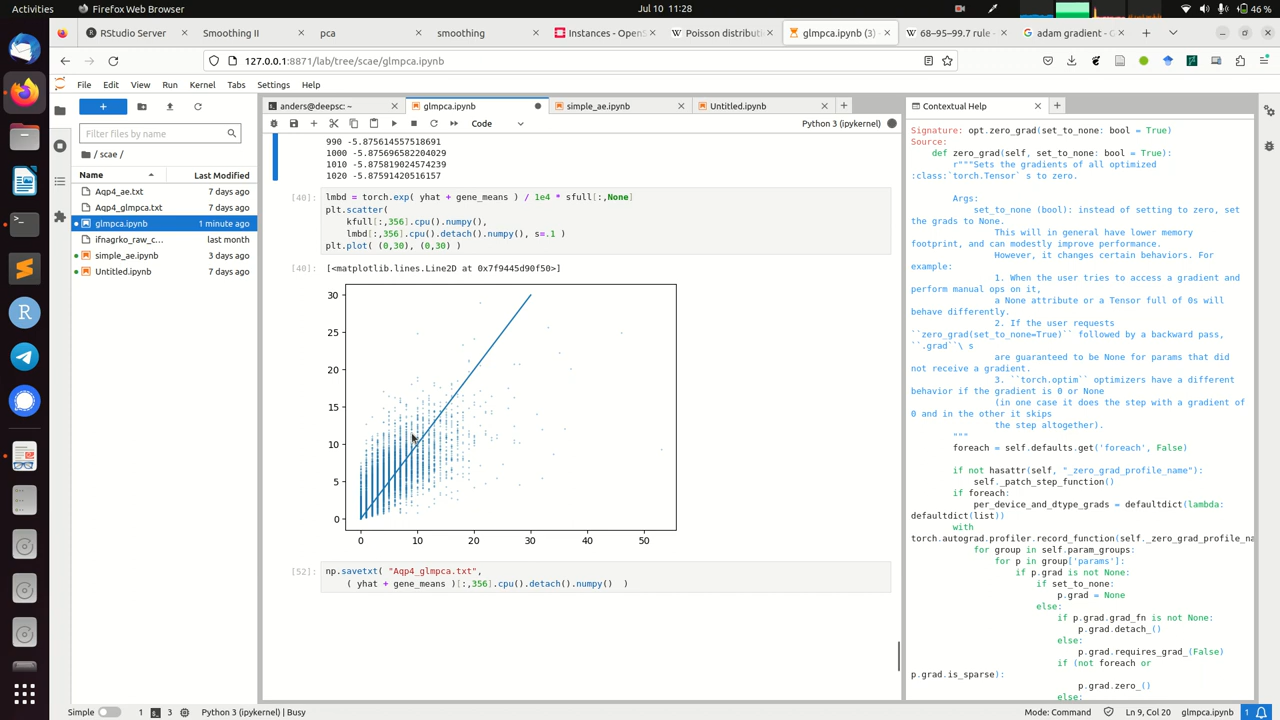 Activities
Firefox Web Browser
Jul 10 11:28
46 %
RStudio Server
Smoothing II
pca
smoothing
Instances - OpenS
Poisson distributi
glmpca.ipynb (3)
68–95–99.7 rule -
adam gradient - G
127.0.0.1:8871/lab/tree/scae/glmpca.ipynb
File Edit View Run Kernel Tabs Settings Help
anders@deepsc: ~
glmpca.ipynb
simple_ae.ipynb
Untitled.ipynb
Contextual Help
Code
Python 3 (ipykernel)
Filter files by name
/ scae /
Name Last Modified
Aqp4_ae.txt 7 days ago
Aqp4_glmpca.txt 7 days ago
glmpca.ipynb 1 minute ago
ifnagrko_raw_c... last month
simple_ae.ipynb 3 days ago
Untitled.ipynb 7 days ago
990 -5.875614557518691
1000 -5.875696582204029
1010 -5.875819024574239
1020 -5.87591420516157
[40]: lmbd = torch.exp( yhat + gene_means ) / 1e4 * sfull[:,None]
plt.scatter(
kfull[:,356].cpu().numpy(),
lmbd[:,356].cpu().detach().numpy(), s=.1 )
plt.plot( (0,30), (0,30) )
[40]: [<matplotlib.lines.Line2D at 0x7f9445d90f50>]
30
25
20
15
10
5
0
0 10 20 30 40 50
[52]: np.savetxt( "Aqp4_glmpca.txt",
( yhat + gene_means )[:,356].cpu().detach().numpy() )
Signature: opt.zero_grad(set_to_none: bool = True)
Source:
def zero_grad(self, set_to_none: bool = True):
r"""Sets the gradients of all optimized
:class:`torch.Tensor` s to zero.
Args:
set_to_none (bool): instead of setting to zero, set
the grads to None.
This will in general have lower memory
footprint, and can modestly improve performance.
However, it changes certain behaviors. For
example:
1. When the user tries to access a gradient and
perform manual ops on it,
a None attribute or a Tensor full of 0s will
behave differently.
2. If the user requests
``zero_grad(set_to_none=True)`` followed by a backward pass,
``.grad``\ s
are guaranteed to be None for params that did
not receive a gradient.
3. ``torch.optim`` optimizers have a different
behavior if the gradient is 0 or None
(in one case it does the step with a gradient of
0 and in the other it skips
the step altogether).
"""
foreach = self.defaults.get('foreach', False)
if not hasattr(self, "_zero_grad_profile_name"):
self._patch_step_function()
if foreach:
per_device_and_dtype_grads = defaultdict(lambda:
defaultdict(list))
with
torch.autograd.profiler.record_function(self._zero_grad_profile_na
for group in self.param_groups:
for p in group['params']:
if p.grad is not None:
if set_to_none:
p.grad = None
else:
if p.grad.grad_fn is not None:
p.grad.detach_()
else:
p.grad.requires_grad_(False)
if (not foreach or
p.grad.is_sparse):
p.grad.zero_()
else:
Simple 1 3 Python 3 (ipykernel) | Busy
Mode: Command Ln 9, Col 20 glmpca.ipynb 1